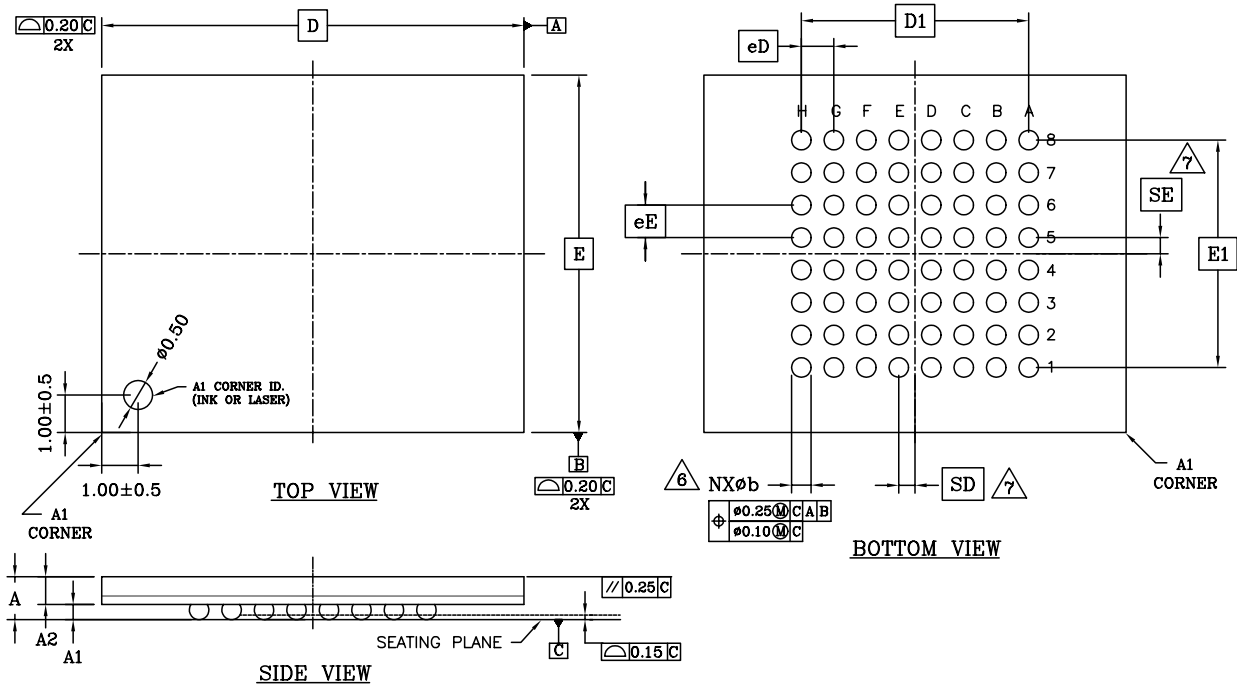 ⌓ 0.20 C
2X
D
A
E
ø0.50
A1 CORNER ID.
(INK OR LASER)
1.00±0.5
1.00±0.5
A1
CORNER
TOP VIEW
B
⌓ 0.20 C
2X
D1
eD
H G F E D C B A
8
7
6
5
4
3
2
1
eE
7
SE
E1
6 NXøb
⌖ ø0.25Ⓜ C A B
ø0.10Ⓜ C
SD 7
A1
CORNER
BOTTOM VIEW
A
A2
A1
// 0.25 C
SEATING PLANE
C
⌓ 0.15 C
SIDE VIEW